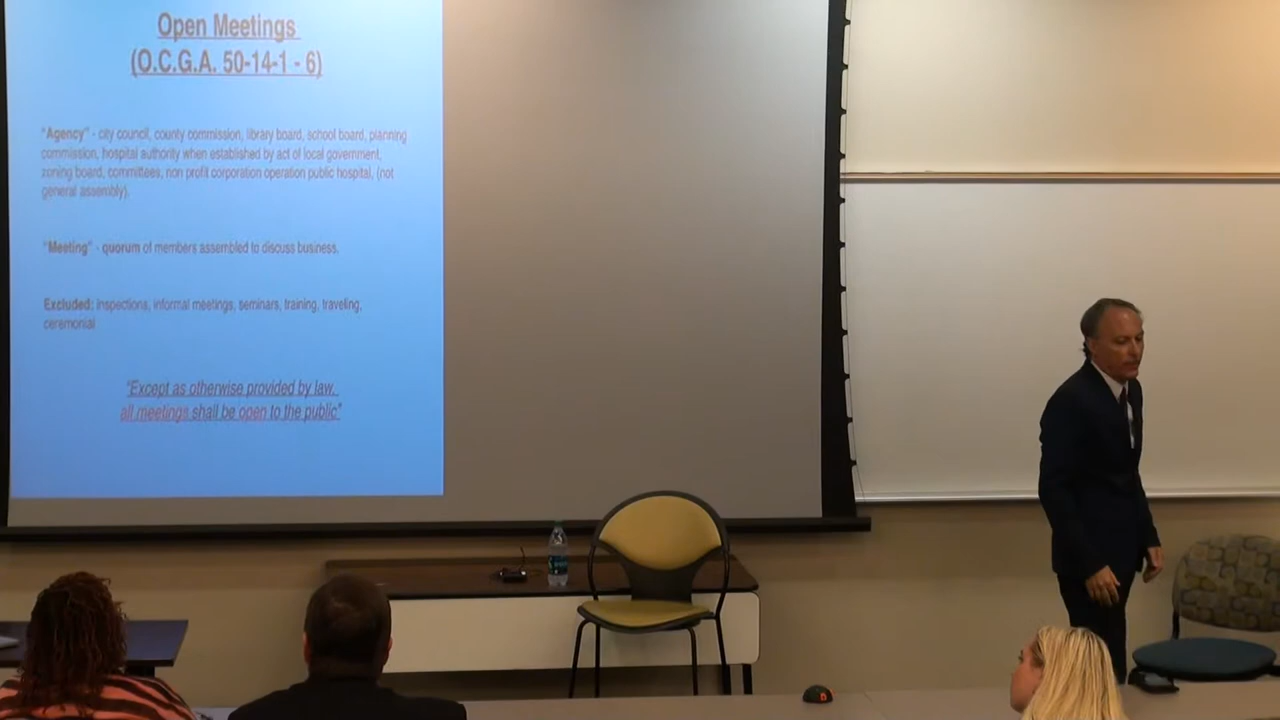 Open Meetings
(O.C.G.A. 50-14-1 - 6)
"Agency" - city council, county commission, library board, school board, planning
commission, hospital authority when established by act of local government,
zoning board, committees, non profit corporation operation public hospital, (not
general assembly).
"Meeting" - quorum of members assembled to discuss business.
Excluded: inspections, informal meetings, seminars, training, traveling,
ceremonial
"Except as otherwise provided by law,
all meetings shall be open to the public"